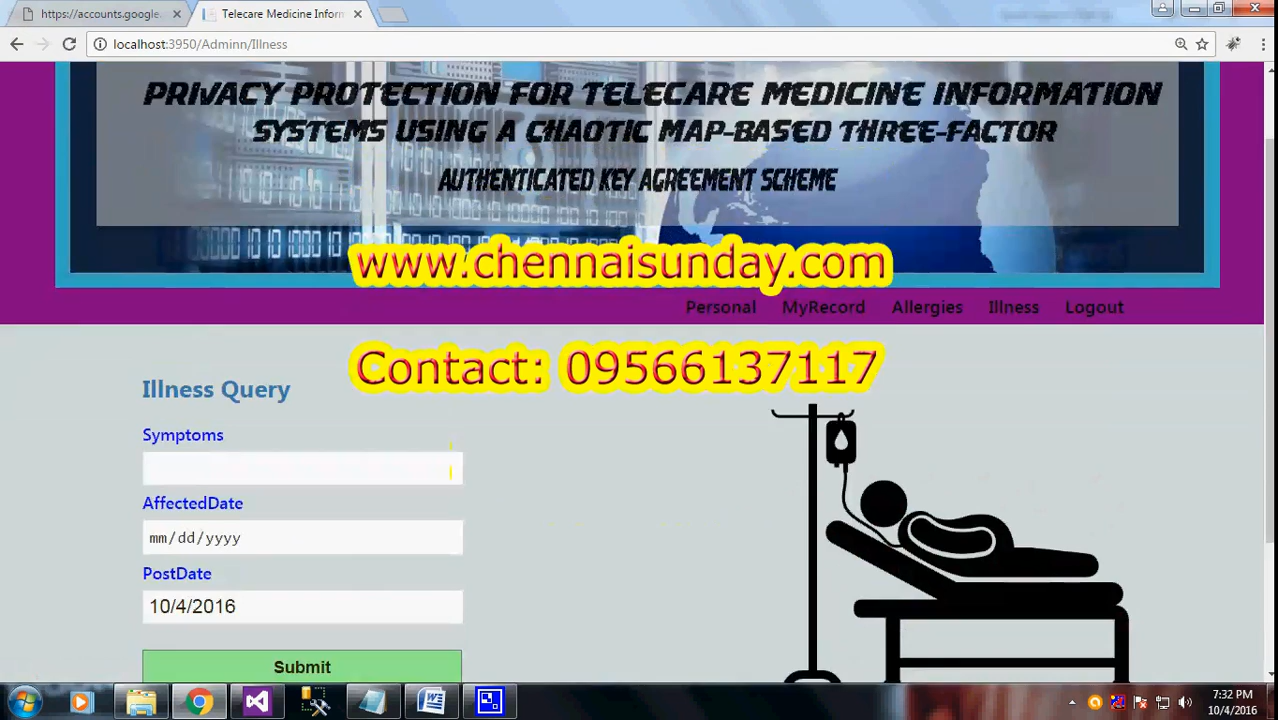 https://accounts.google.
Telecare Medicine Inform
localhost:3950/Adminn/Illness
PRIVACY PROTECTION FOR TELECARE MEDICINE INFORMATION
SYSTEMS USING A CHAOTIC MAP-BASED THREE-FACTOR
AUTHENTICATED KEY AGREEMENT SCHEME
www.chennaisunday.com
Personal MyRecord Allergies Illness Logout
Contact: 09566137117
Illness Query
Symptoms
AffectedDate
mm/dd/yyyy
PostDate
10/4/2016
Submit
7:32 PM
10/4/2016